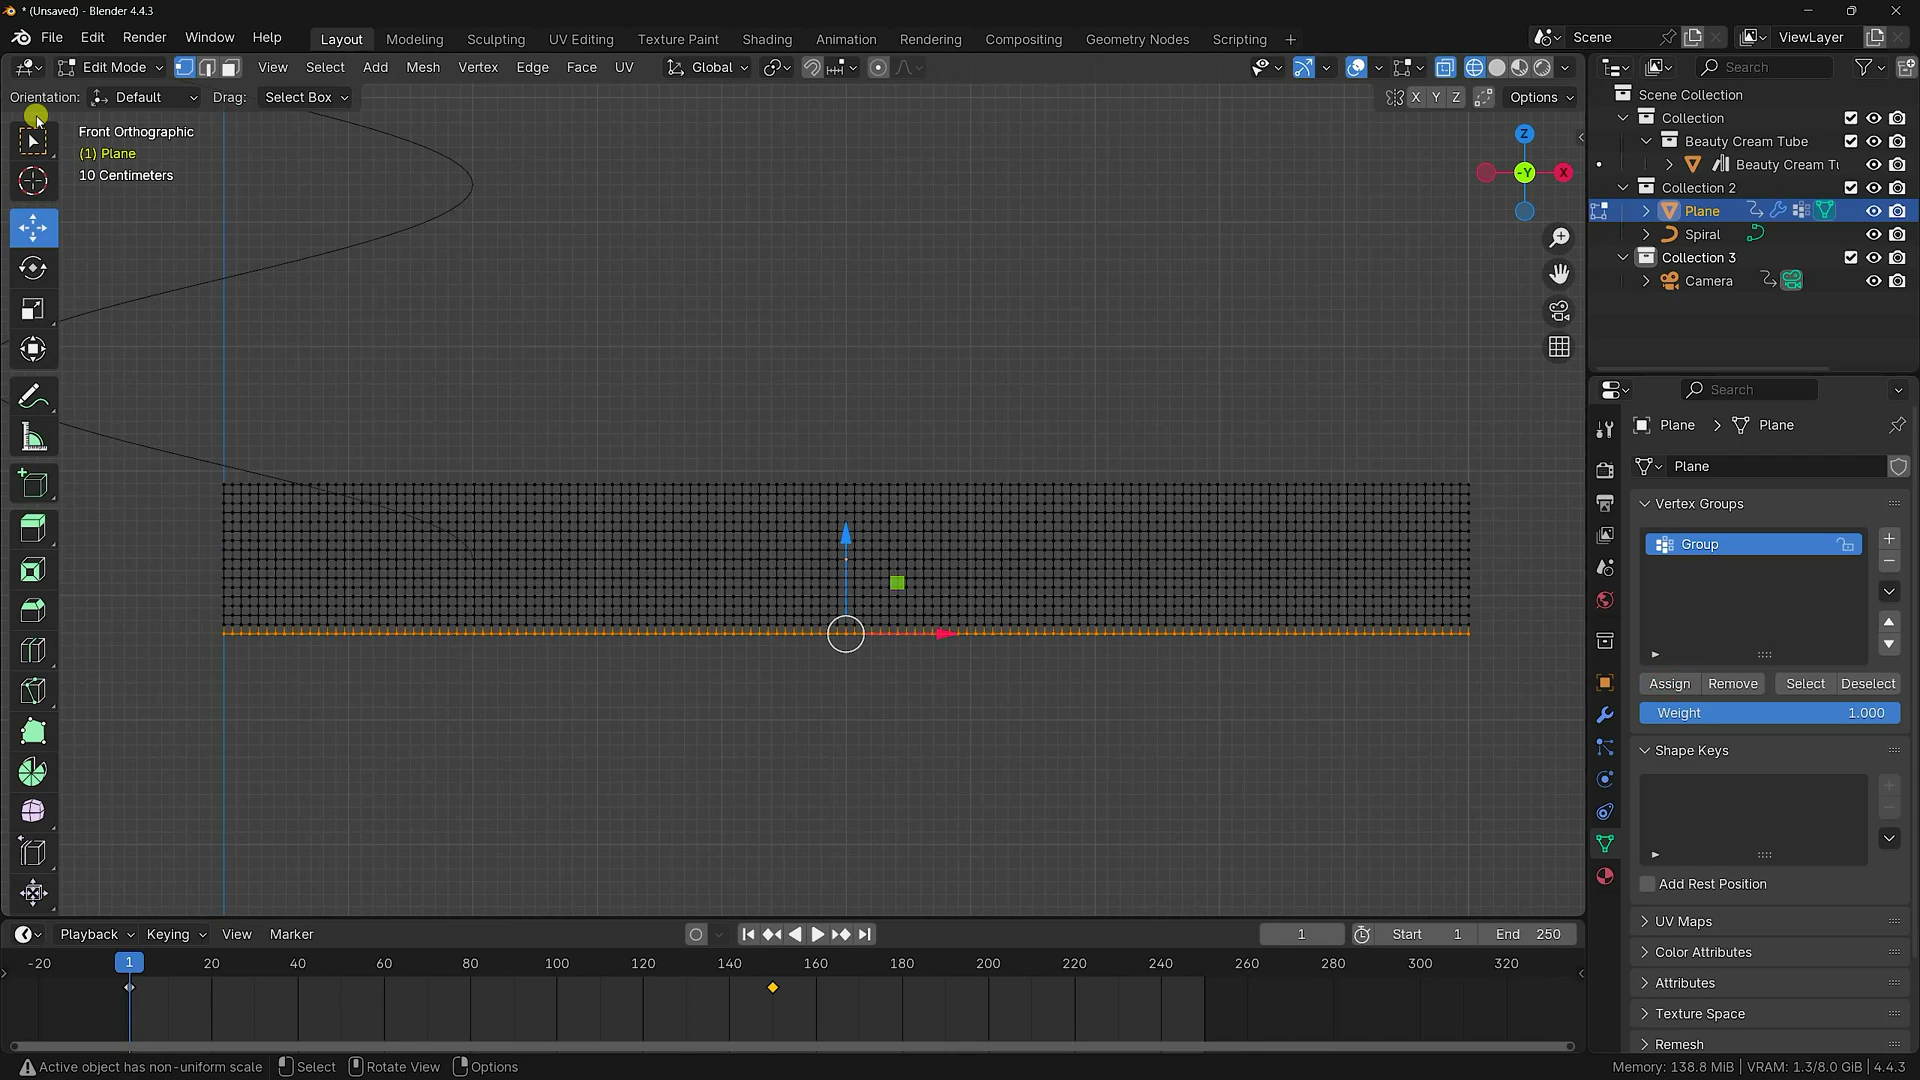 * (Unsaved) - Blender 4.4.3
File Edit Render Window Help
Layout Modeling Sculpting UV Editing Texture Paint Shading Animation Rendering Compositing Geometry Nodes Scripting +
Scene
ViewLayer
Edit Mode View Select Add Mesh Vertex Edge Face UV Global
Search
Orientation: Default Drag: Select Box
X Y Z Options
Front Orthographic
(1) Plane
10 Centimeters
Z
-Y
X
Scene Collection
Collection
Beauty Cream Tube
Beauty Cream Tu
Collection 2
Plane
Spiral
Collection 3
Camera
Search
Plane > Plane
Plane
Vertex Groups
Group
Assign Remove Select Deselect
Weight 1.000
Shape Keys
Add Rest Position
UV Maps
Color Attributes
Attributes
Texture Space
Remesh
Playback Keying View Marker
1 Start 1 End 250
-20 1 20 40 60 80 100 120 140 160 180 200 220 240 260 280 300 320
Active object has non-uniform scale Select Rotate View Options
Memory: 138.8 MiB | VRAM: 1.3/8.0 GiB | 4.4.3